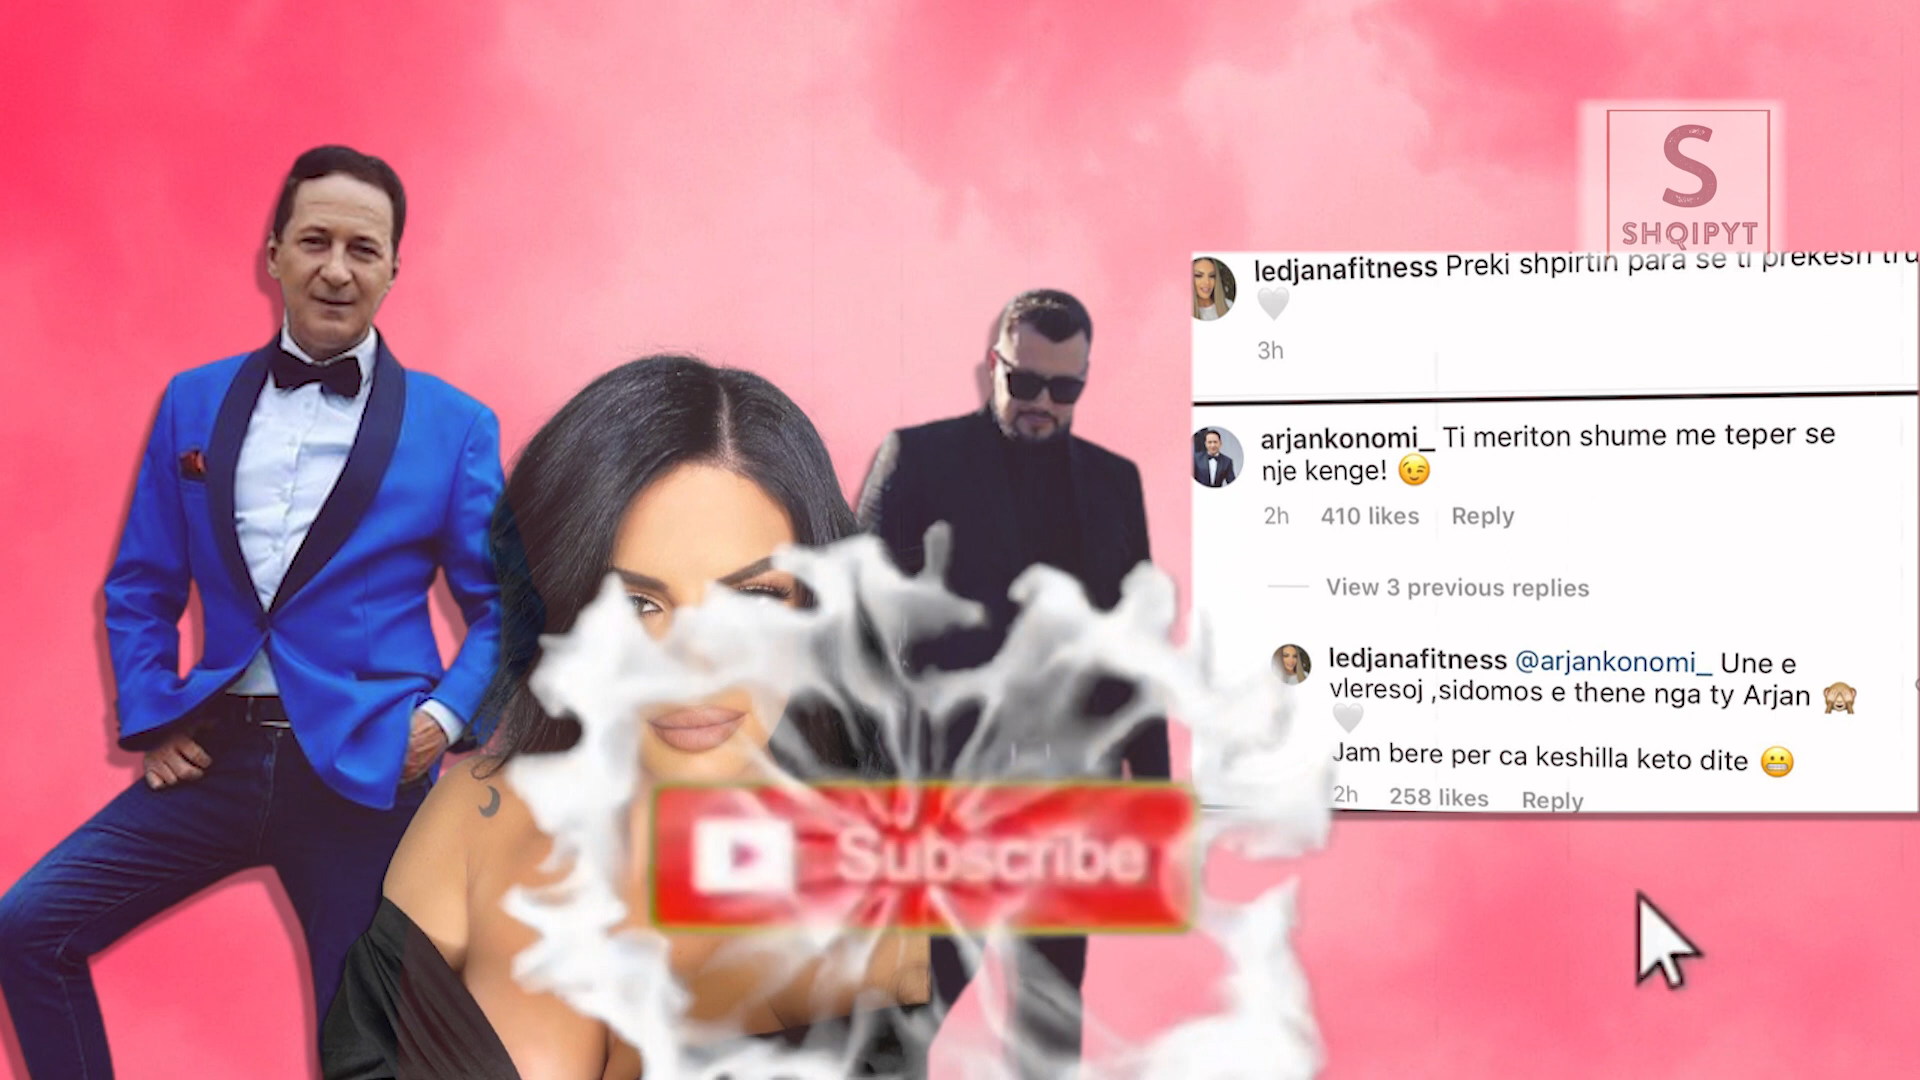 S
SHQIPYT
ledjanafitness Preki shpirtin para se ti prekesh
3h
arjankonomi_ Ti meriton shume me teper se
nje kenge! 😉
2h 410 likes Reply
View 3 previous replies
ledjanafitness @arjankonomi_ Une e
vleresoj ,sidomos e thene nga ty Arjan 🙈
🤍
Jam bere per ca keshilla keto dite 😬
2h 258 likes Reply
Subscribe